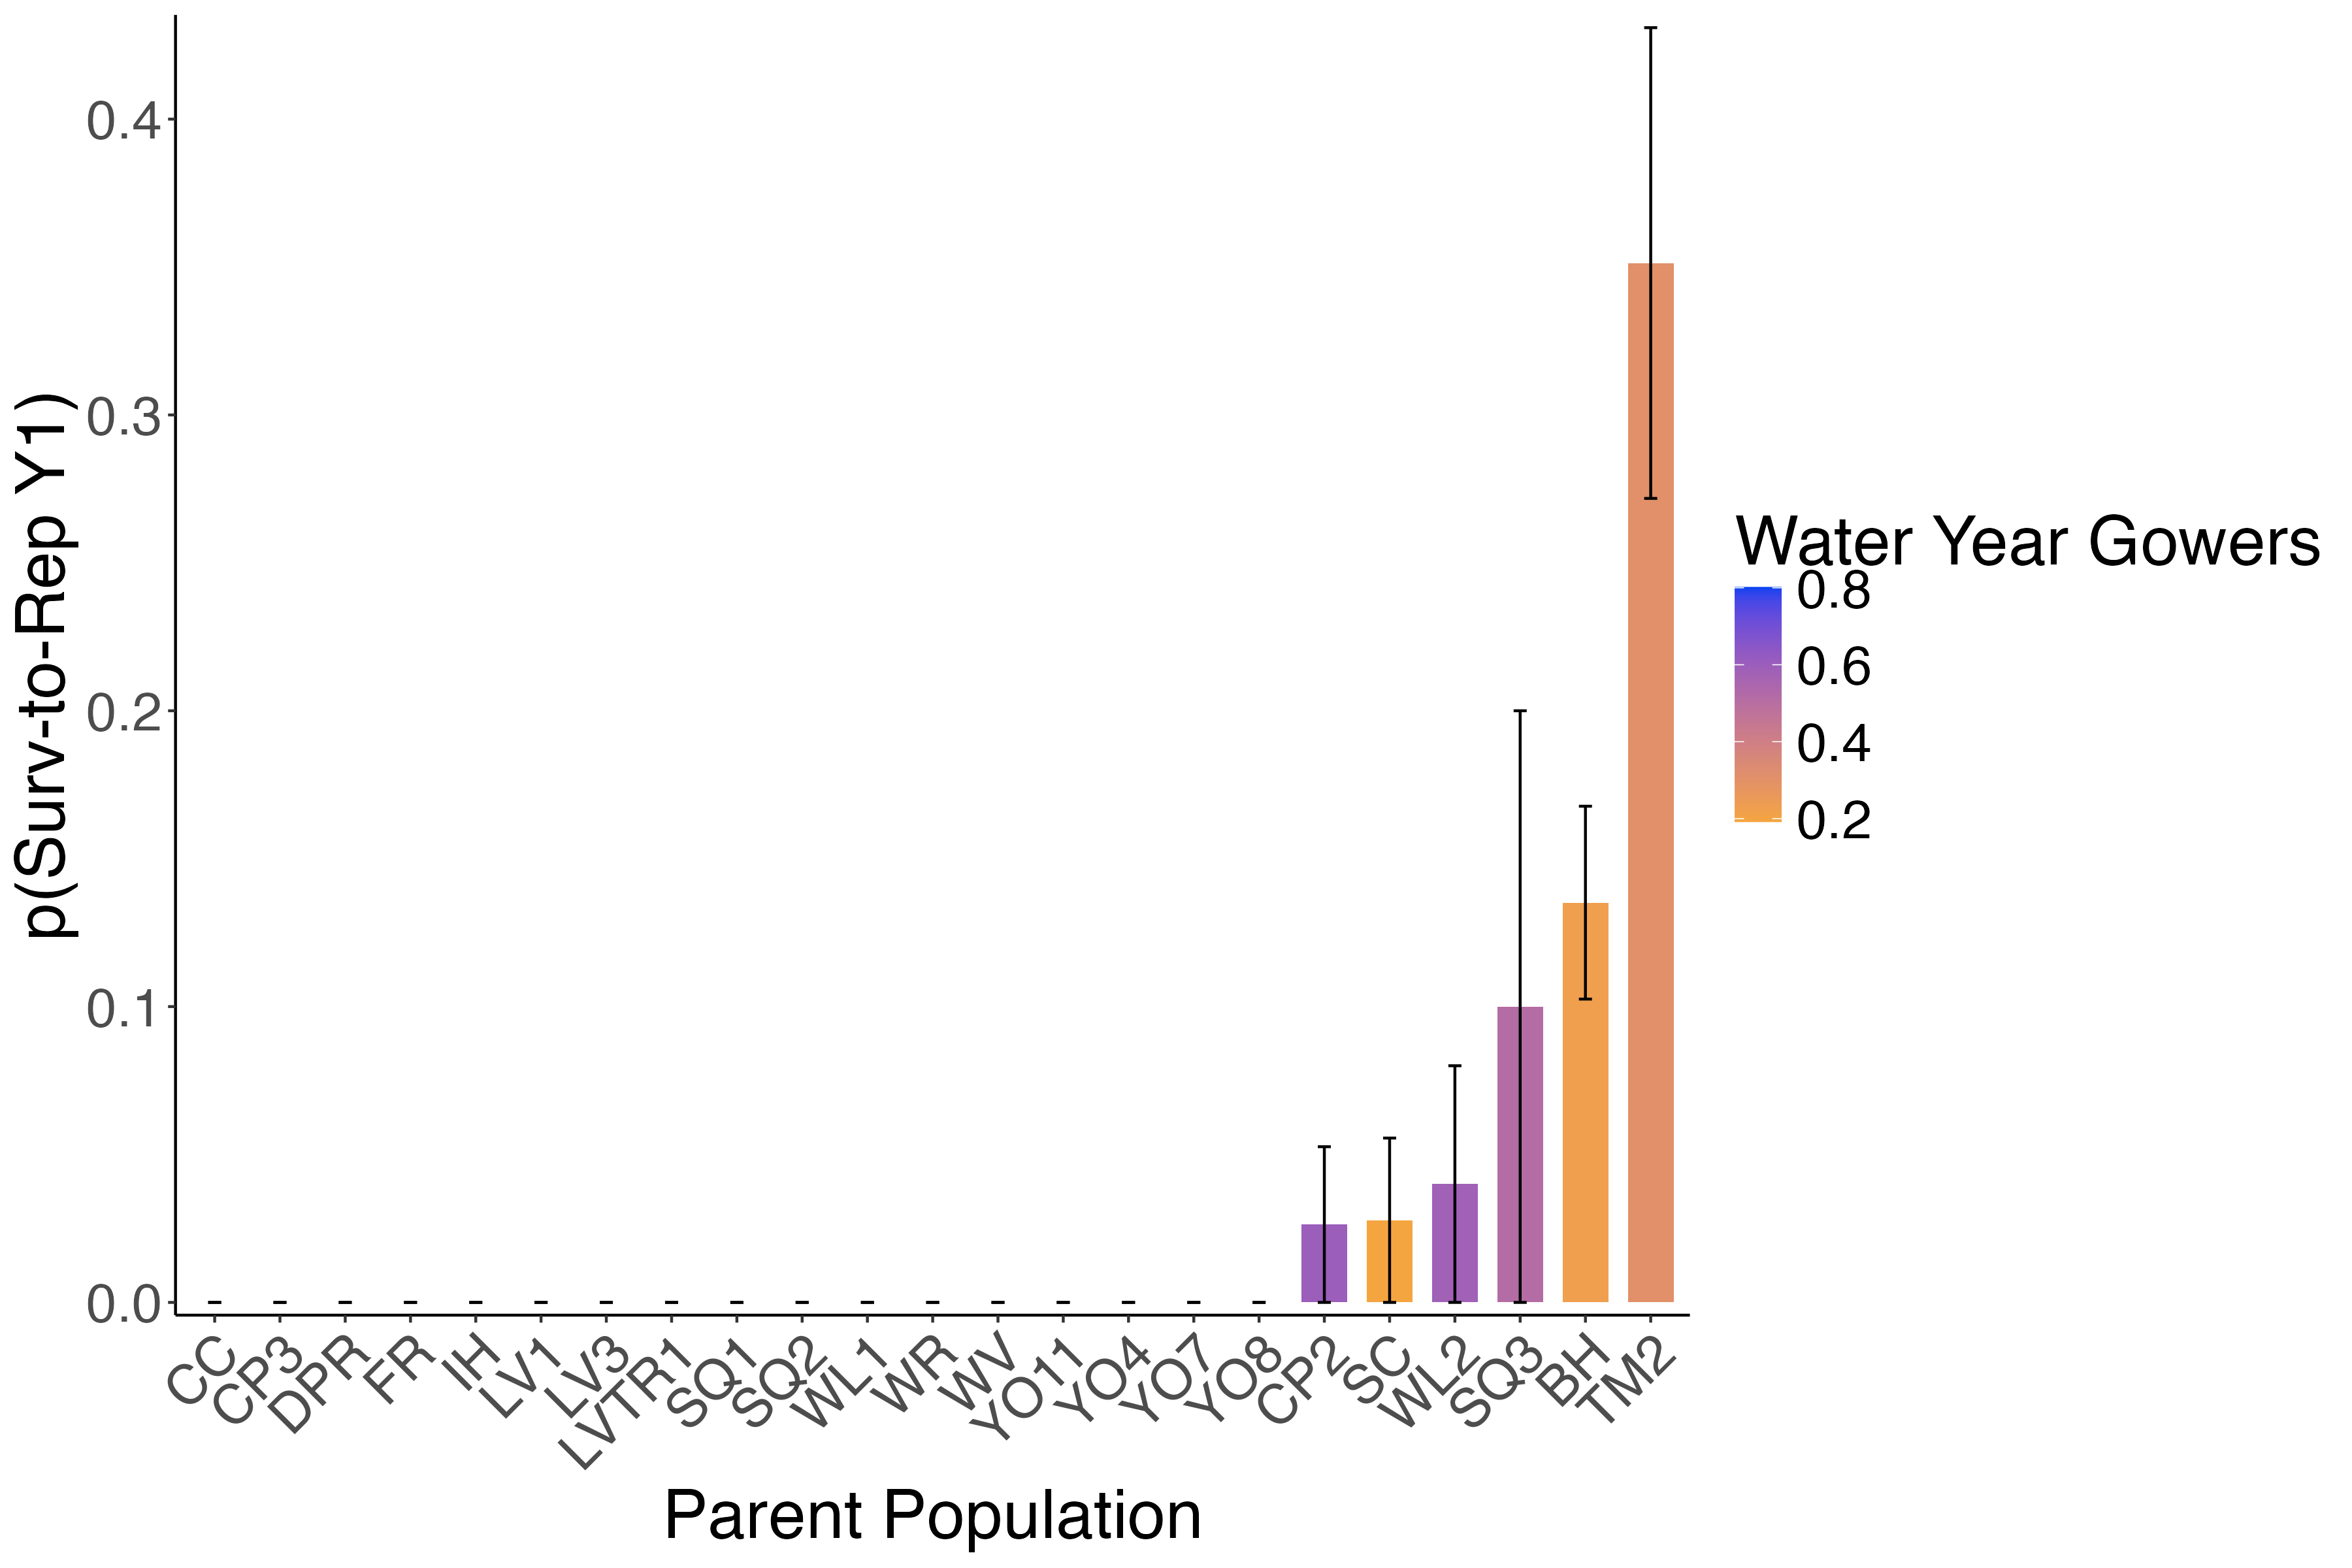 p(Surv-to-Rep Y1)
0.4
0.3
0.2
0.1
0.0
CC
CP3
DPR
FR
IH
LV1
LV3
LVTR1
SQ1
SQ2
WL1
WR
WV
YO11
YO4
YO7
YO8
CP2
SC
WL2
SQ3
BH
TM2
Parent Population
Water Year Gowers
0.8
0.6
0.4
0.2